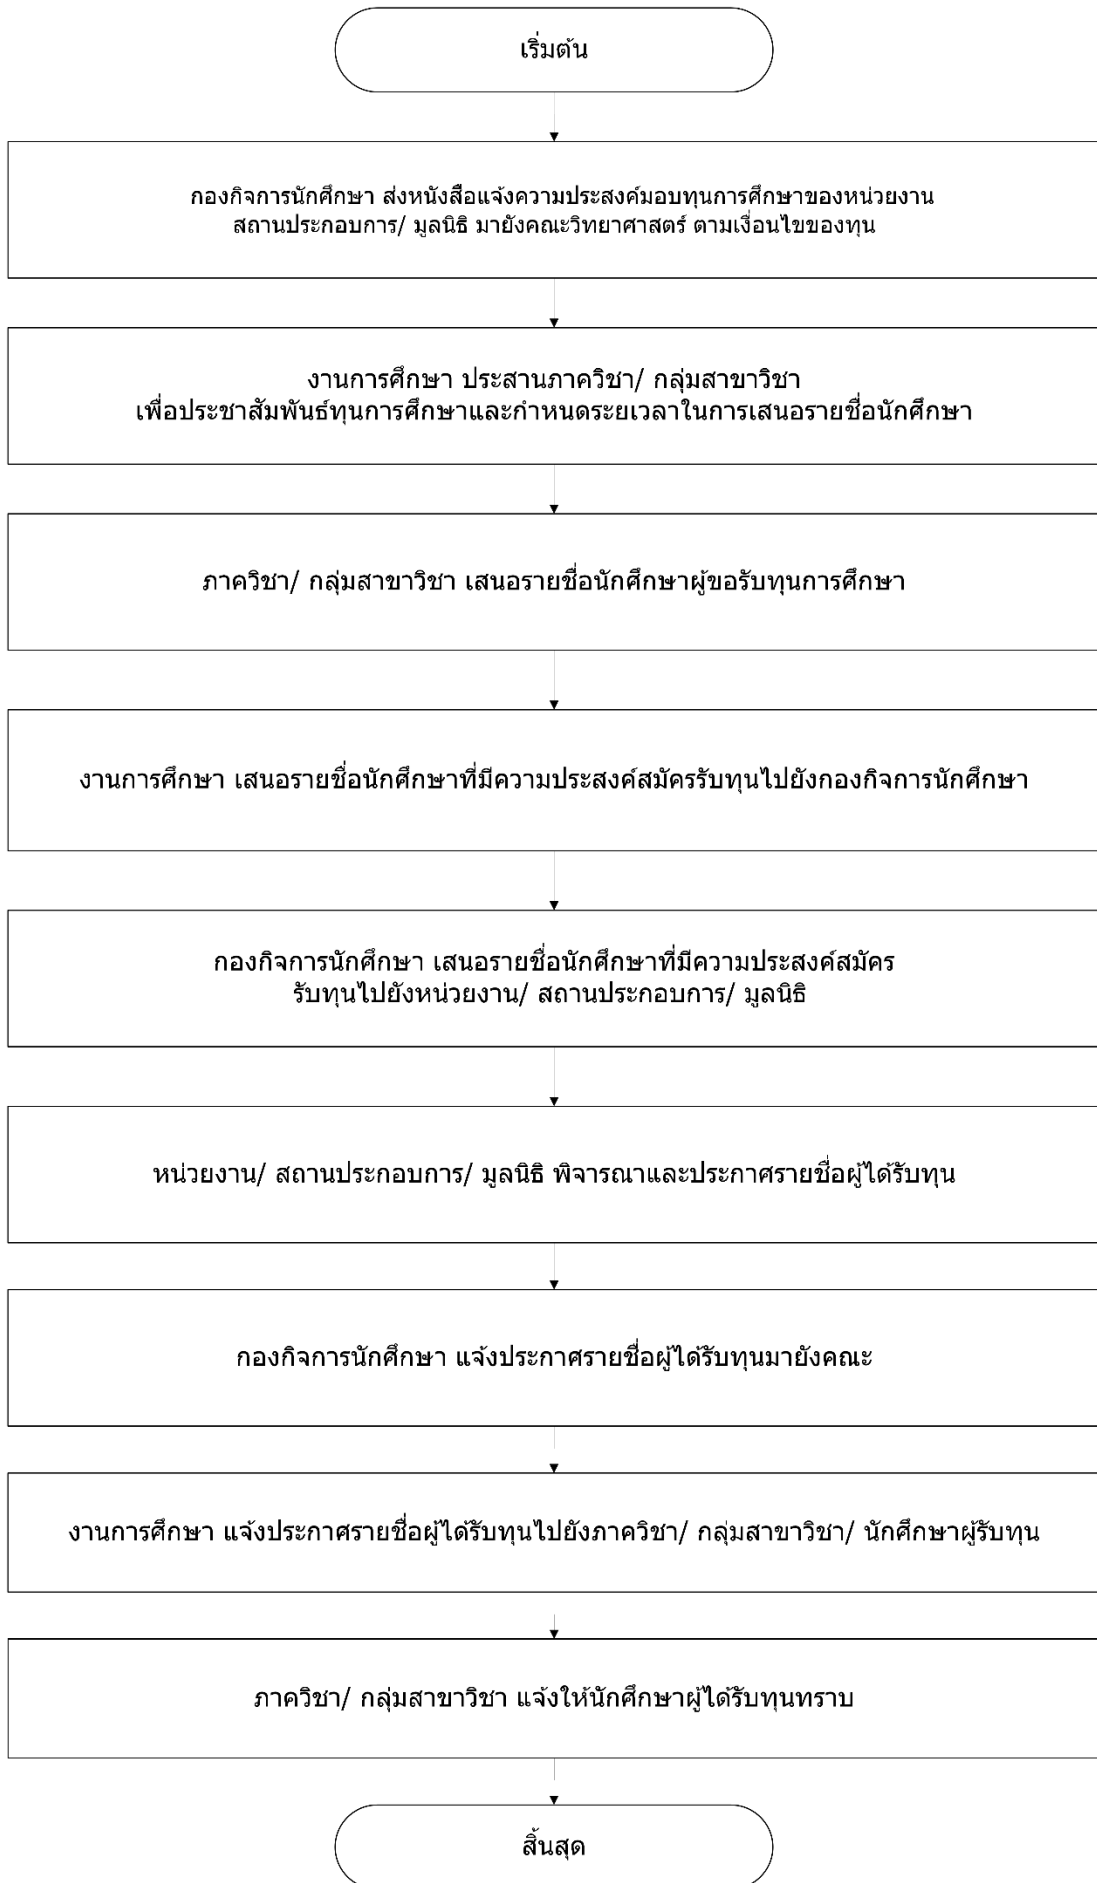 เริ่มต้น
กองกิจการนักศึกษา ส่งหนังสือแจ้งความประสงค์มอบทุนการศึกษาของหน่วยงาน
สถานประกอบการ/ มูลนิธิ มายังคณะวิทยาศาสตร์ ตามเงื่อนไขของทุน
งานการศึกษา ประสานภาควิชา/ กลุ่มสาขาวิชา
เพื่อประชาสัมพันธ์ทุนการศึกษาและกำหนดระยเวลาในการเสนอรายชื่อนักศึกษา
ภาควิชา/ กลุ่มสาขาวิชา เสนอรายชื่อนักศึกษาผู้ขอรับทุนการศึกษา
งานการศึกษา เสนอรายชื่อนักศึกษาที่มีความประสงค์สมัครรับทุนไปยังกองกิจการนักศึกษา
กองกิจการนักศึกษา เสนอรายชื่อนักศึกษาที่มีความประสงค์สมัคร
รับทุนไปยังหน่วยงาน/ สถานประกอบการ/ มูลนิธิ
หน่วยงาน/ สถานประกอบการ/ มูลนิธิ พิจารณาและประกาศรายชื่อผู้ได้รับทุน
กองกิจการนักศึกษา แจ้งประกาศรายชื่อผู้ได้รับทุนมายังคณะ
งานการศึกษา แจ้งประกาศรายชื่อผู้ได้รับทุนไปยังภาควิชา/ กลุ่มสาขาวิชา/ นักศึกษาผู้รับทุน
ภาควิชา/ กลุ่มสาขาวิชา แจ้งให้นักศึกษาผู้ได้รับทุนทราบ
สิ้นสุด